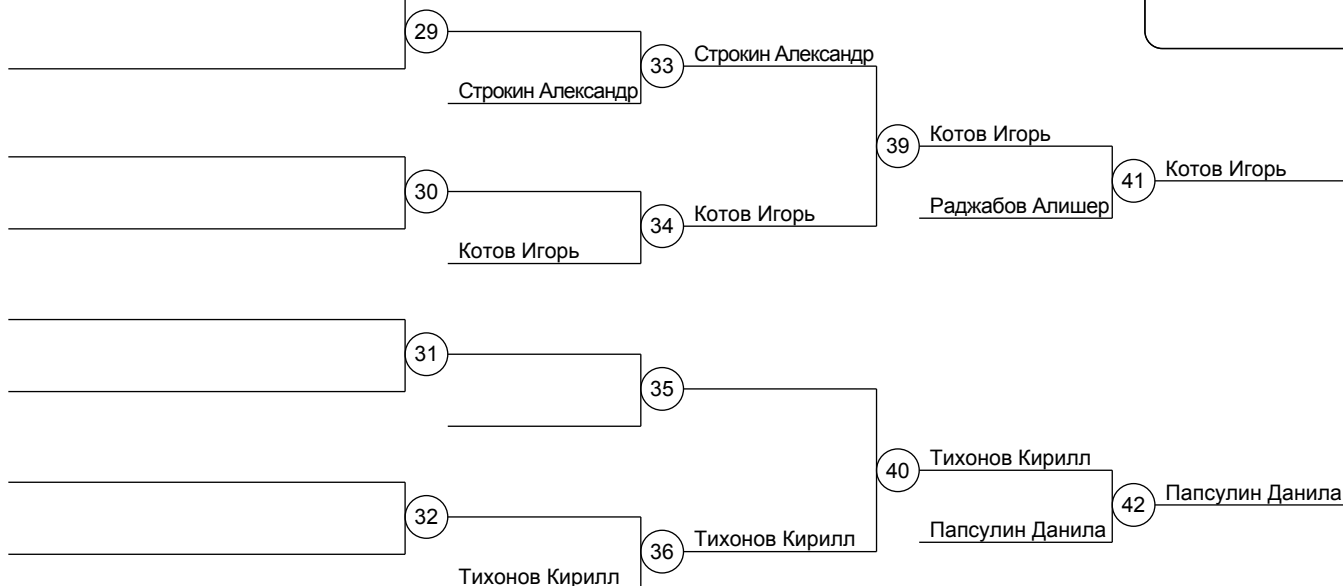 29
Строкин Александр
33
Строкин Александр
39
Котов Игорь
41
Котов Игорь
30
Раджабов Алишер
34
Котов Игорь
Котов Игорь
31
35
40
Тихонов Кирилл
42
Папсулин Данила
32
Папсулин Данила
36
Тихонов Кирилл
Тихонов Кирилл